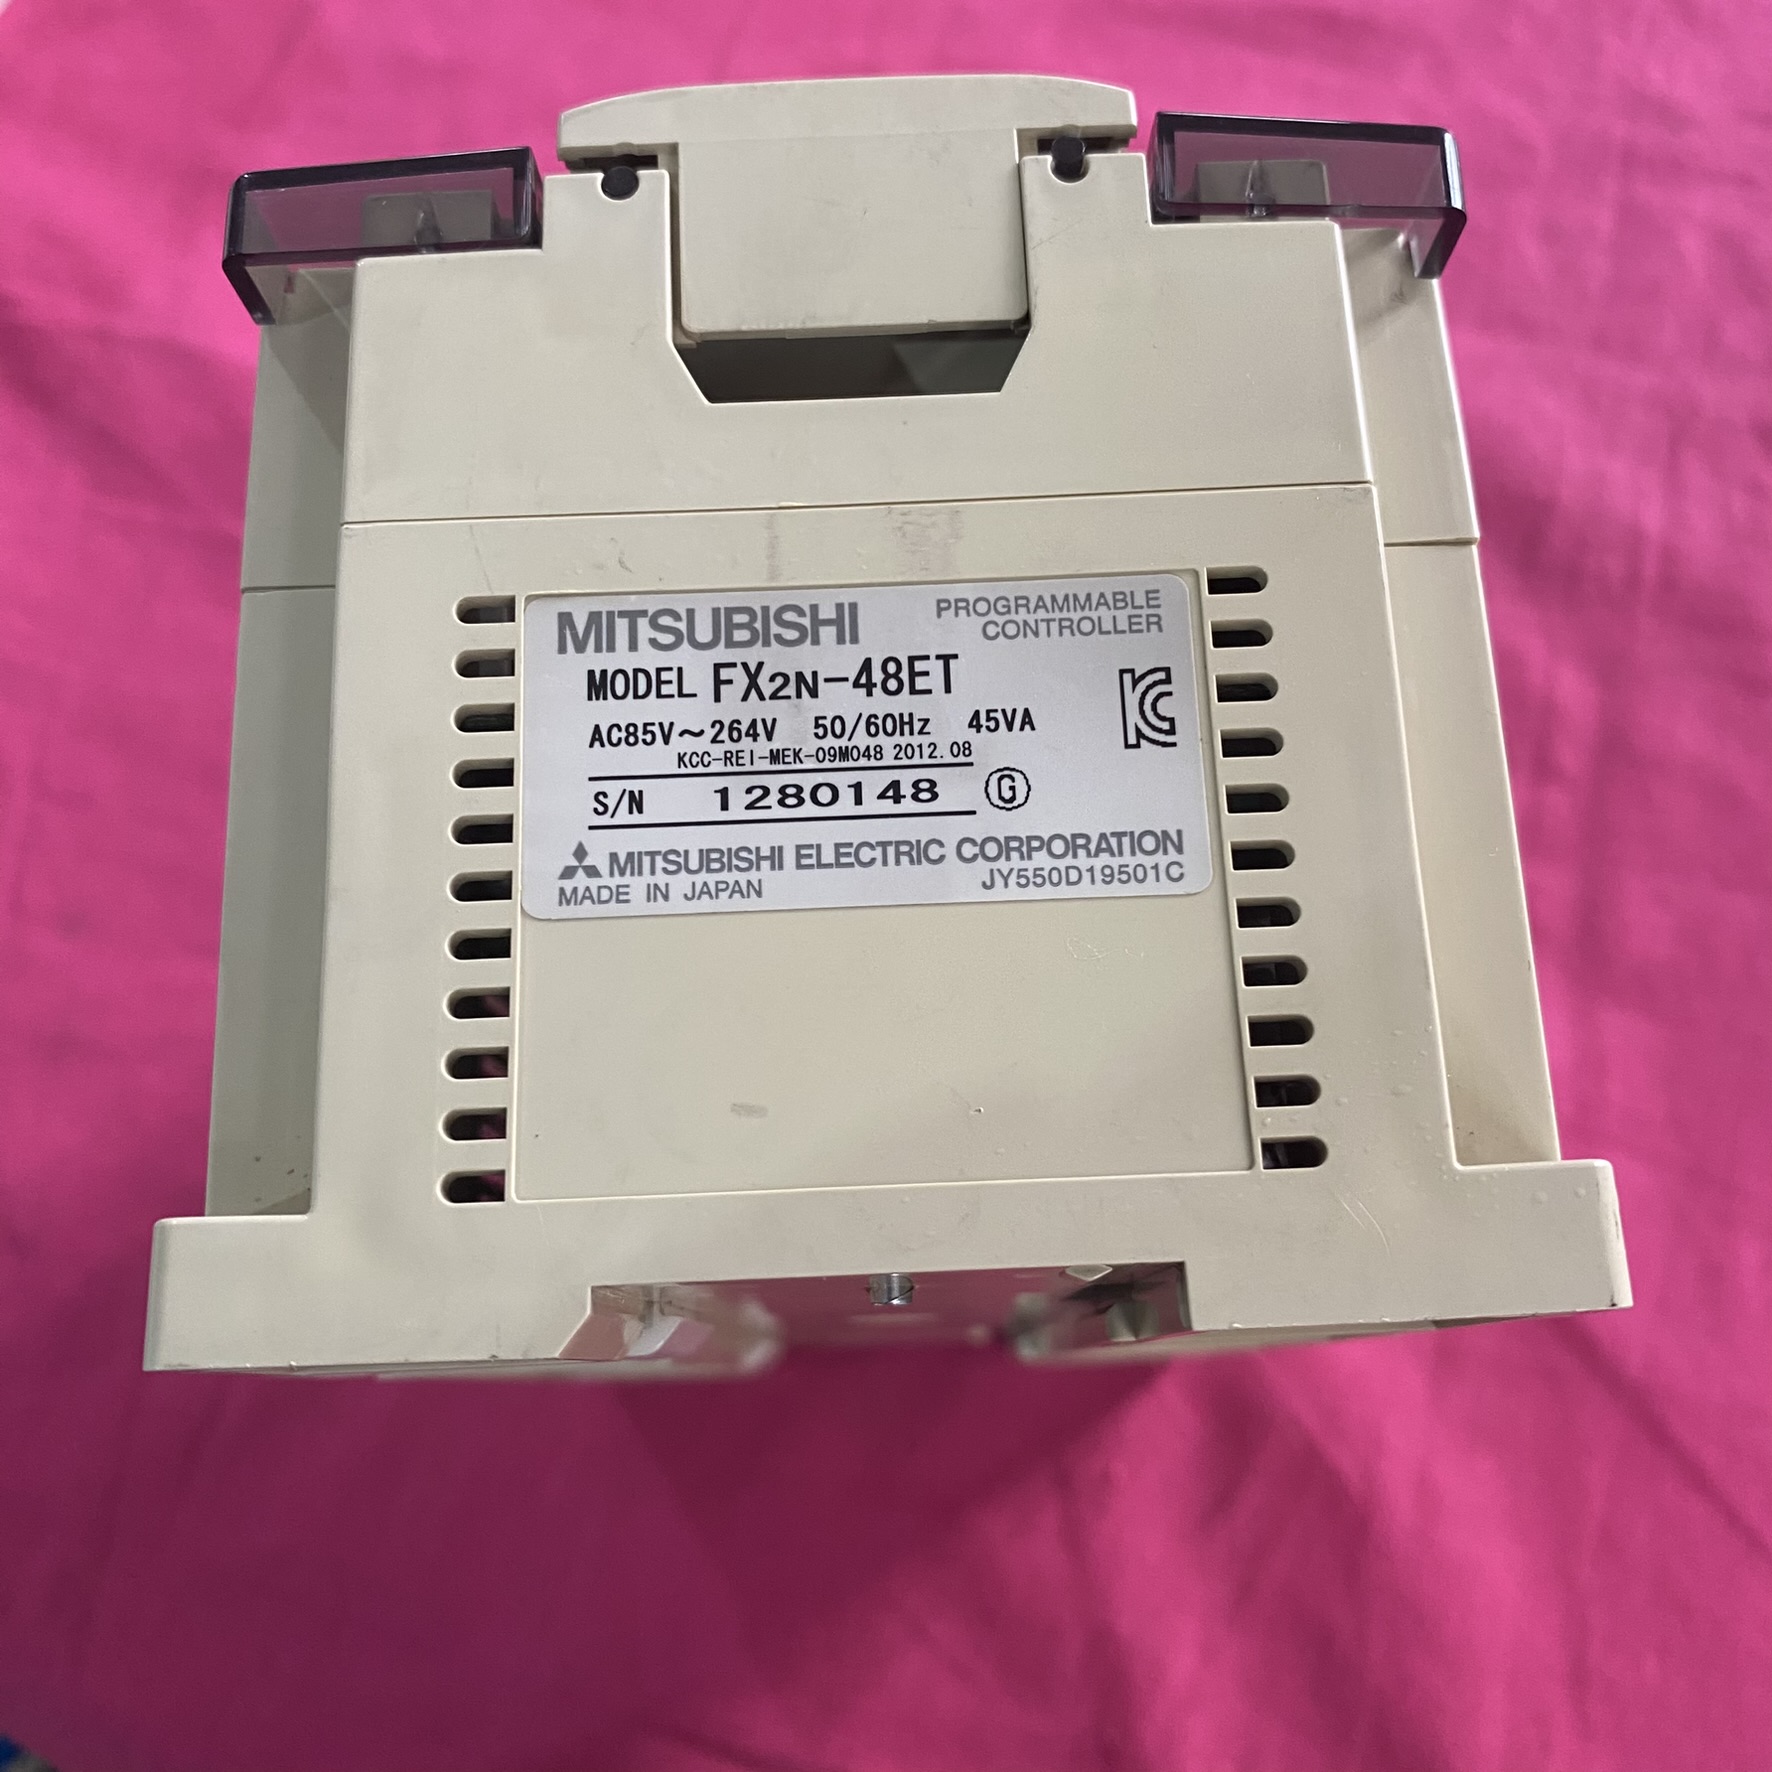 MITSUBISHI
PROGRAMMABLE
CONTROLLER
MODEL FX2N-48ET
AC85V~264V 50/60Hz 45VA
KCC-REI-MEK-09M048 2012.08
S/N 1280148 G
MITSUBISHI ELECTRIC CORPORATION
MADE IN JAPAN JY550D19501C